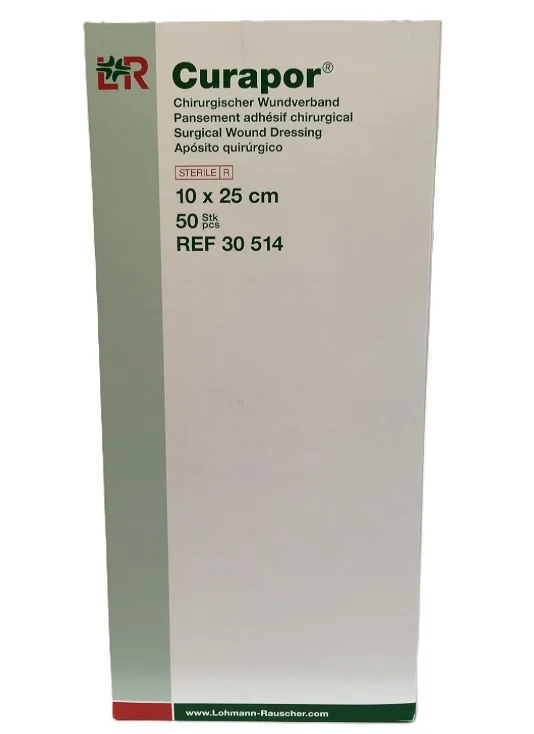 L R
Curapor®
Chirurgischer Wundverband
Pansement adhésif chirurgical
Surgical Wound Dressing
Apósito quirúrgico
STERILE R
10 x 25 cm
50 Stk pcs
REF 30 514
www.Lohmann-Rauscher.com